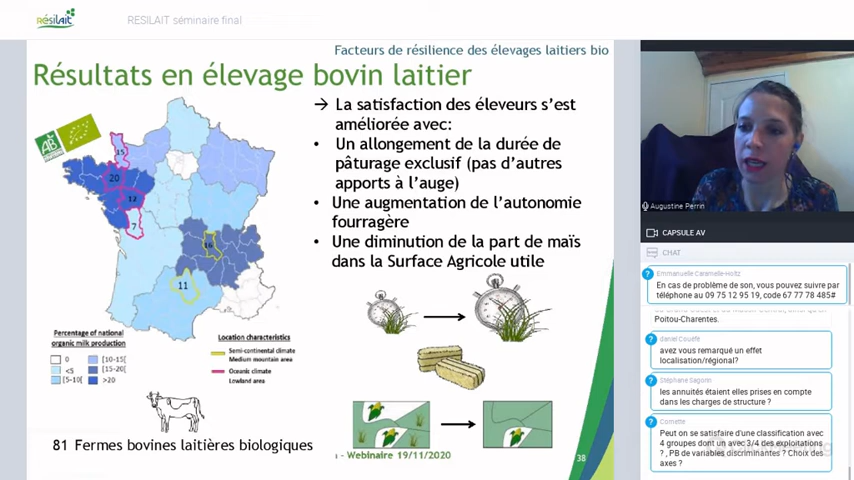 RésiLait
RESILAIT séminaire final
Facteurs de résilience des élevages laitiers bio
Résultats en élevage bovin laitier
→ La satisfaction des éleveurs s'est
améliorée avec:
• Un allongement de la durée de
pâturage exclusif (pas d'autres
apports à l'auge)
• Une augmentation de l'autonomie
fourragère
• Une diminution de la part de maïs
dans la Surface Agricole utile
AB
15
20
12
7
16
11
Percentage of national
organic milk production
0
<5
[5-10[
[10-15[
[15-20[
>20
Location characteristics
Semi-continental climate
Medium mountain area
Oceanic climate
Lowland area
81 Fermes bovines laitières biologiques
- Webinaire 19/11/2020
38
Augustine Perrin
CAPSULE AV
CHAT
Emmanuelle Caramelle-Holtz
En cas de problème de son, vous pouvez suivre par
téléphone au 09 75 12 95 19, code 67 77 78 485#
Poitou-Charentes.
daniel Couëffe
avez vous remarqué un effet
localisation/régional?
Stéphane Sagorin
les annuités étaient elles prises en compte
dans les charges de structure ?
Cornette
Peut on se satisfaire d'une classification avec
4 groupes dont un avec 3/4 des exploitations
? , PB de variables discriminantes ? Choix des
axes ?